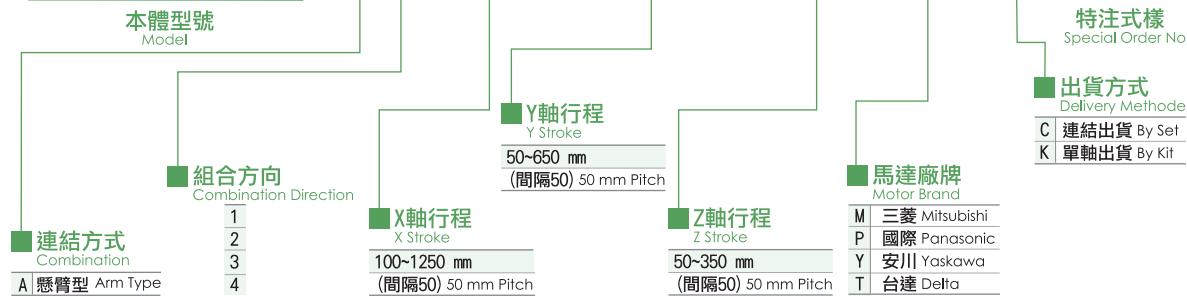 本體型號
Model
特注式樣
Special Order No
出貨方式
Delivery Methode
C 連結出貨 By Set
K 單軸出貨 By Kit
Y軸行程
Y Stroke
50~650 mm
(間隔50) 50 mm Pitch
組合方向
Combination Direction
1
2
3
4
馬達廠牌
Motor Brand
M 三菱 Mitsubishi
P 國際 Panasonic
Y 安川 Yaskawa
T 台達 Delta
連結方式
Combination
A 懸臂型 Arm Type
X軸行程
X Stroke
100~1250 mm
(間隔50) 50 mm Pitch
Z軸行程
Z Stroke
50~350 mm
(間隔50) 50 mm Pitch